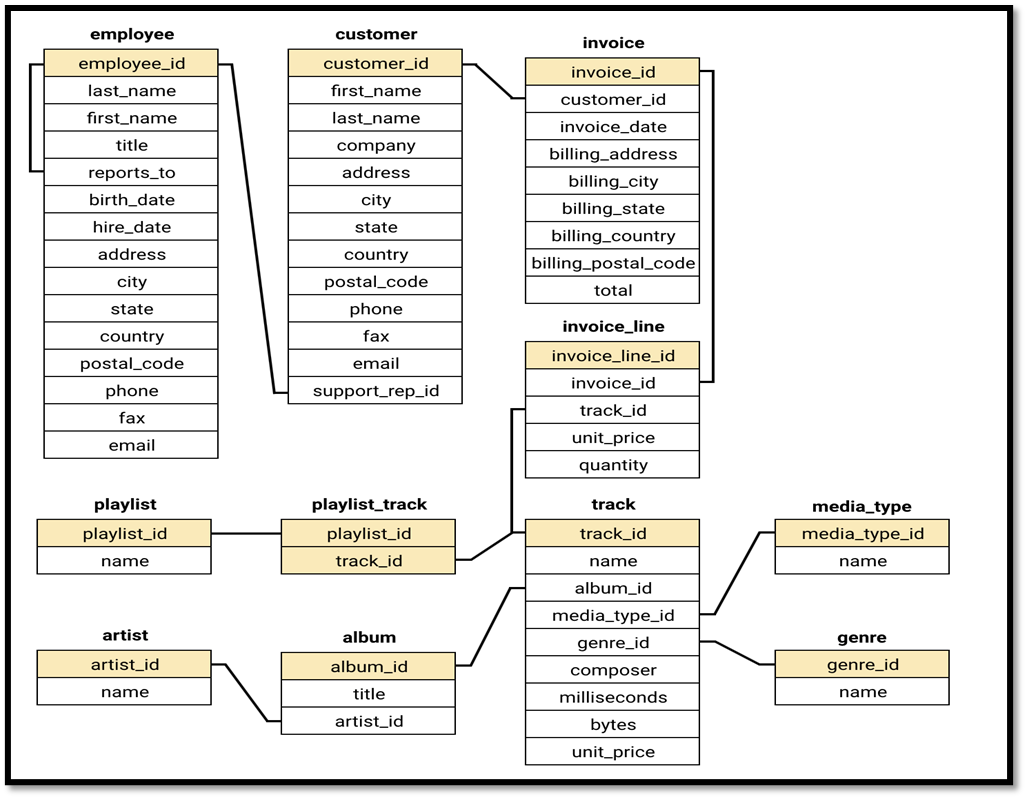 employee
employee_id
last_name
first_name
title
reports_to
birth_date
hire_date
address
city
state
country
postal_code
phone
fax
email
customer
customer_id
first_name
last_name
company
address
city
state
country
postal_code
phone
fax
email
support_rep_id
invoice
invoice_id
customer_id
invoice_date
billing_address
billing_city
billing_state
billing_country
billing_postal_code
total
invoice_line
invoice_line_id
invoice_id
track_id
unit_price
quantity
playlist
playlist_id
name
playlist_track
playlist_id
track_id
track
track_id
name
album_id
media_type_id
genre_id
composer
milliseconds
bytes
unit_price
media_type
media_type_id
name
artist
artist_id
name
album
album_id
title
artist_id
genre
genre_id
name